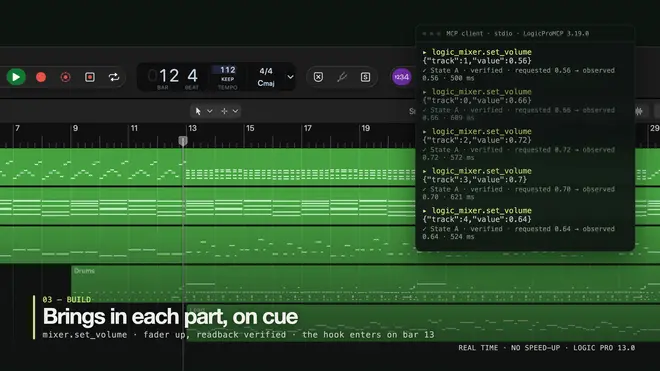 MCP client · stdio · LogicProMCP 3.19.0
▸ logic_mixer.set_volume
{"track":1,"value":0.56}
✓ State A · verified · requested 0.56 → observed
0.56 · 500 ms
▸ logic_mixer.set_volume
{"track":0,"value":0.66}
✓ State A · verified · requested 0.66 → observed
0.66 · 609 ms
▸ logic_mixer.set_volume
{"track":2,"value":0.72}
✓ State A · verified · requested 0.72 → observed
0.72 · 572 ms
▸ logic_mixer.set_volume
{"track":3,"value":0.7}
✓ State A · verified · requested 0.70 → observed
0.70 · 621 ms
▸ logic_mixer.set_volume
{"track":4,"value":0.64}
✓ State A · verified · requested 0.64 → observed
0.64 · 524 ms
12 4
BAR BEAT
112
KEEP
TEMPO
4/4
Cmaj
S
234
7 9 11 13 15 17 19 29
Drums
03 — BUILD
Brings in each part, on cue
mixer.set_volume · fader up, readback verified · the hook enters on bar 13
REAL TIME · NO SPEED-UP · LOGIC PRO 13.0